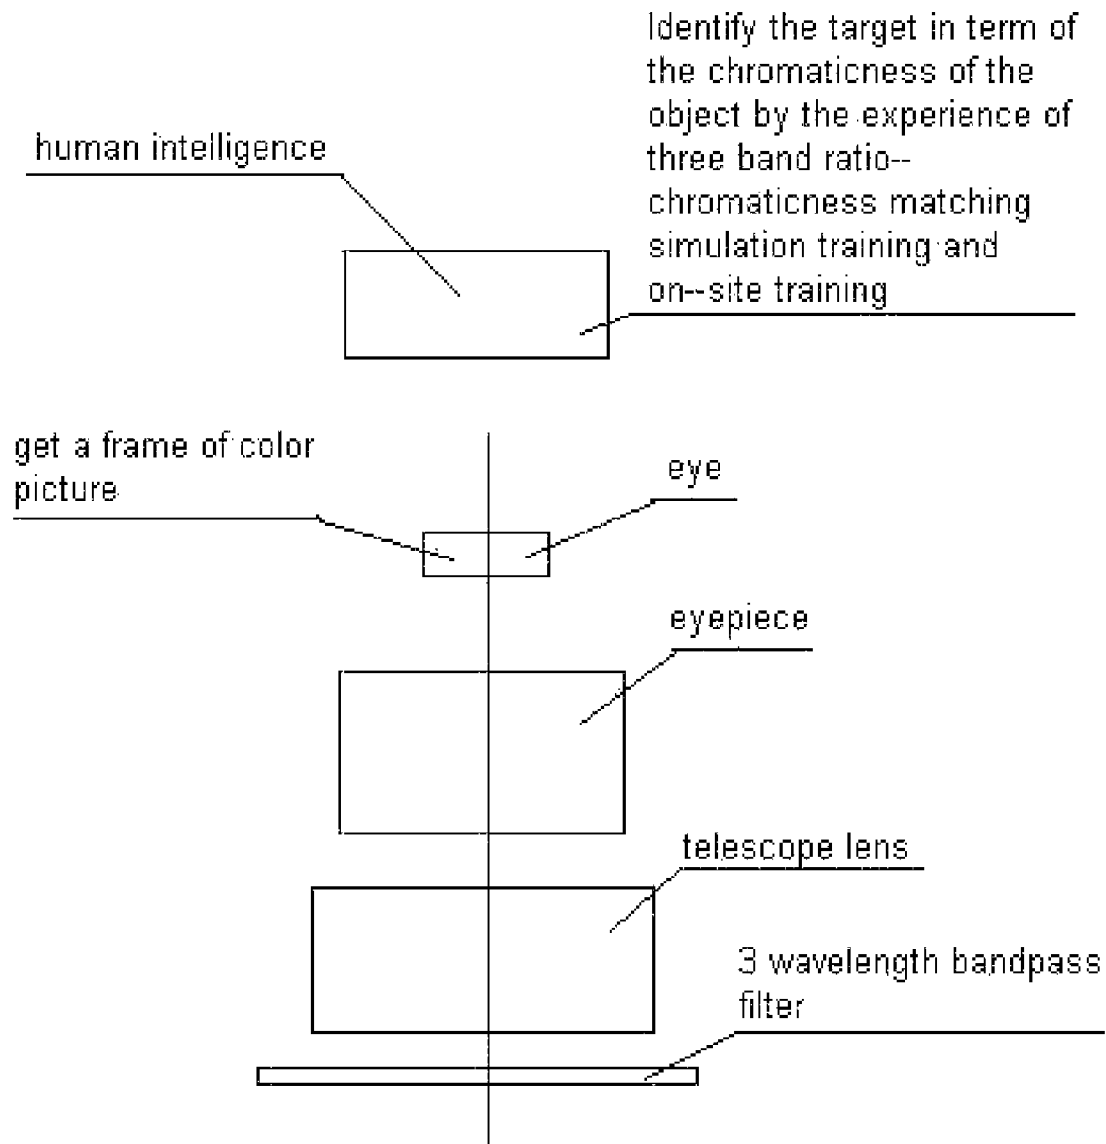 Identify the target in term of
the chromaticness of the
object by the experience of
three band ratio--
chromaticness matching
simulation training and
on--site training
human intelligence
get a frame of color
picture
eye
eyepiece
telescope lens
3 wavelength bandpass
filter